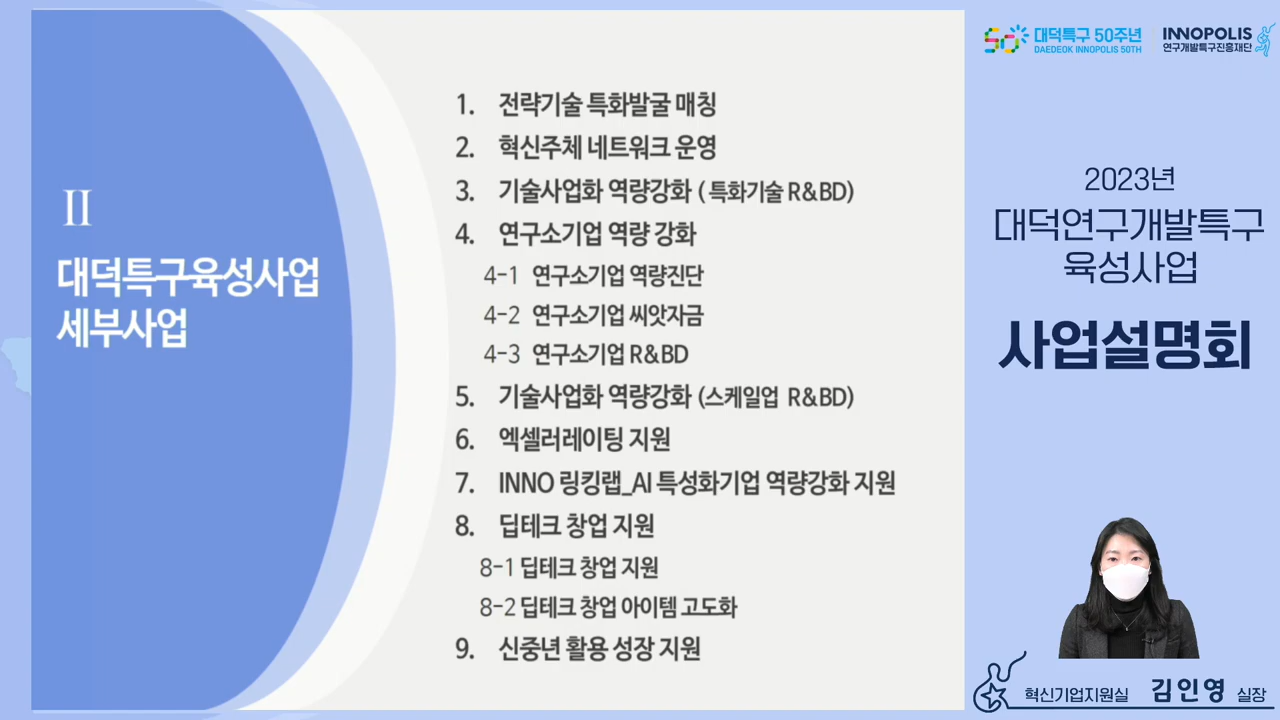 II
대덕특구육성사업
세부사업
1. 전략기술 특화발굴 매칭
2. 혁신주체 네트워크 운영
3. 기술사업화 역량강화 ( 특화기술 R&BD)
4. 연구소기업 역량 강화
4-1 연구소기업 역량진단
4-2 연구소기업 씨앗자금
4-3 연구소기업 R&BD
5. 기술사업화 역량강화 (스케일업 R&BD)
6. 엑셀러레이팅 지원
7. INNO 링킹랩_AI 특성화기업 역량강화 지원
8. 딥테크 창업 지원
8-1 딥테크 창업 지원
8-2 딥테크 창업 아이템 고도화
9. 신중년 활용 성장 지원
50 대덕특구 50주년
DAEDEOK INNOPOLIS 50TH
INNOPOLIS
연구개발특구진흥재단
2023년
대덕연구개발특구
육성사업
사업설명회
혁신기업지원실 김인영 실장